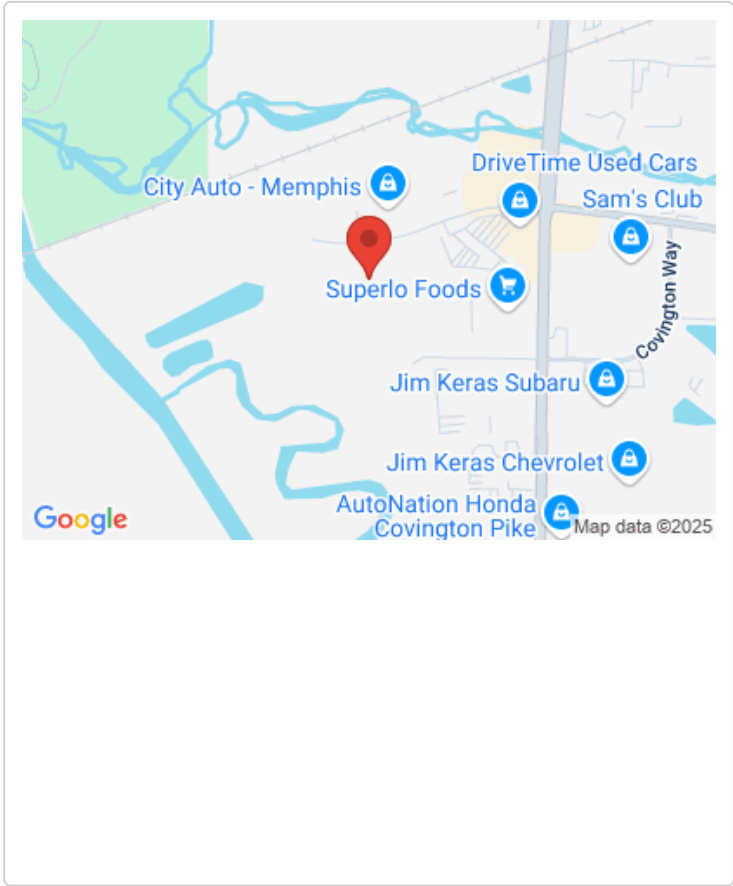 DriveTime Used Cars
City Auto - Memphis
Sam's Club
Superlo Foods
Covington Way
Jim Keras Subaru
Jim Keras Chevrolet
AutoNation Honda
Covington Pike
Google
Map data ©2025